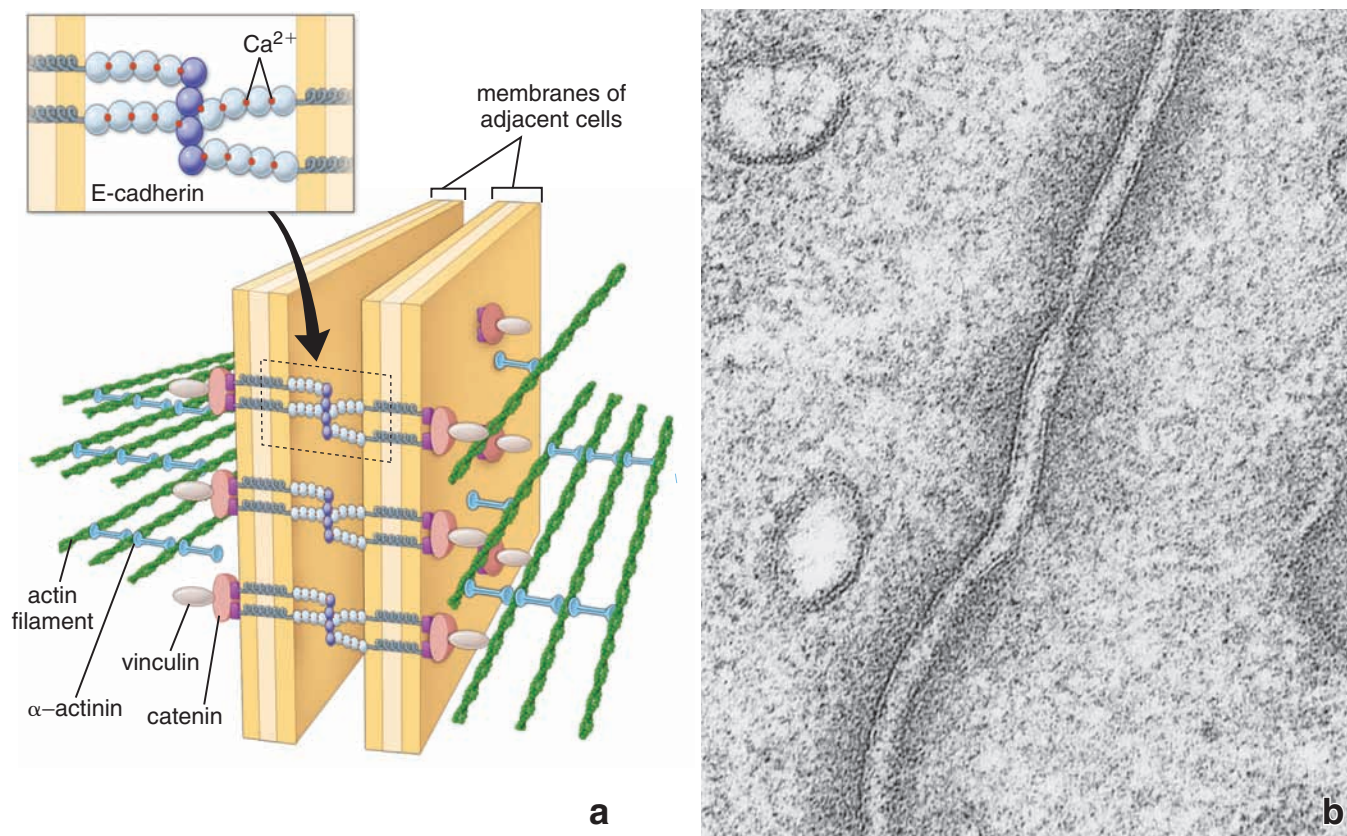 Ca2+
membranes of
adjacent cells
E-cadherin
actin
filament
vinculin
α–actinin
catenin
a
b